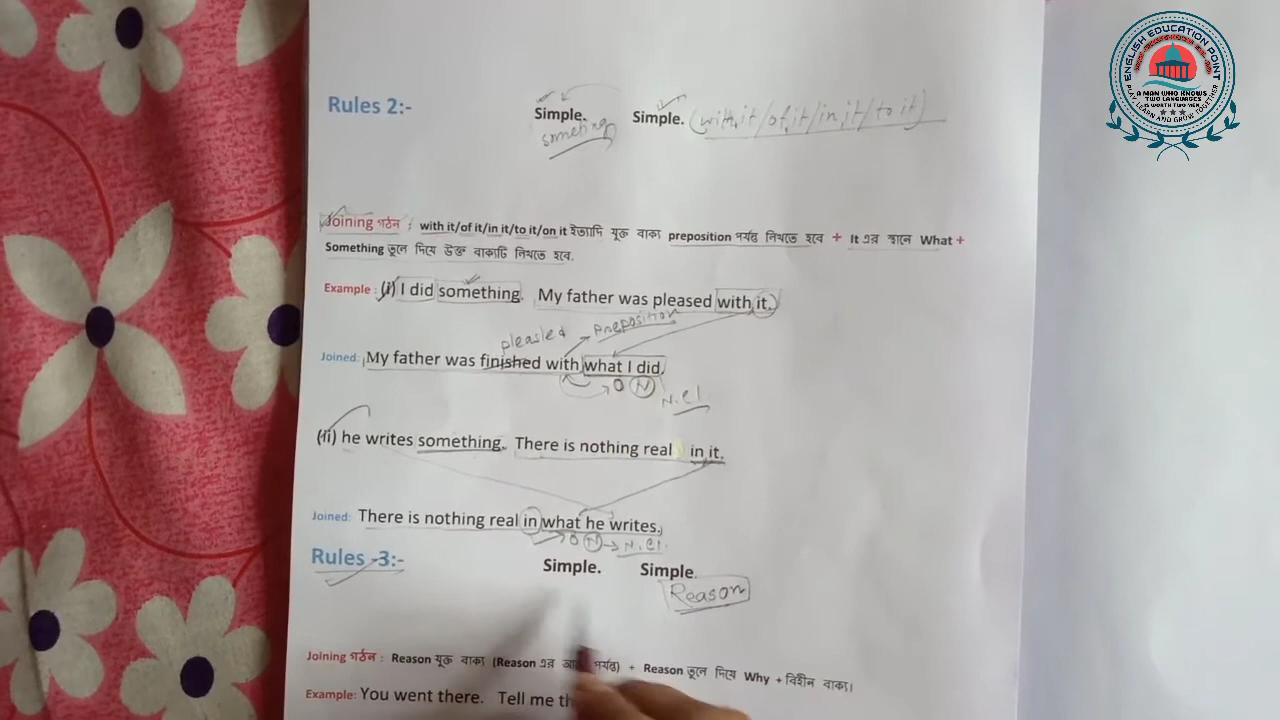 ENGLISH EDUCATION POINT
A MAN WHO KNOWS
TWO LANGUAGES
IS WORTH TWO MEN
PLAY LEARN AND GROW TOGETHER
Rules 2:-
Simple. Simple. (with it/of it/in it/to it)
someting
Joining গঠন : with it/of it/in it/to it/on it ইত্যাদি যুক্ত বাক্য preposition পর্যন্ত লিখতে হবে + It এর স্থানে What +
Something তুলে দিয়ে উক্ত বাক্যটি লিখতে হবে.
Example : (i) I did something. My father was pleased with it.
pleased Preposition
Joined: My father was finished with what I did.
O N
N.Cl
(ii) he writes something. There is nothing real in it.
Joined: There is nothing real in what he writes.
O N → N.Cl.
Rules -3:- Simple. Simple.
Reason
Joining গঠন : Reason যুক্ত বাক্য (Reason এর পর্যন্ত) + Reason তুলে দিয়ে Why + বিহীন বাক্য।
Example: You went there. Tell me th